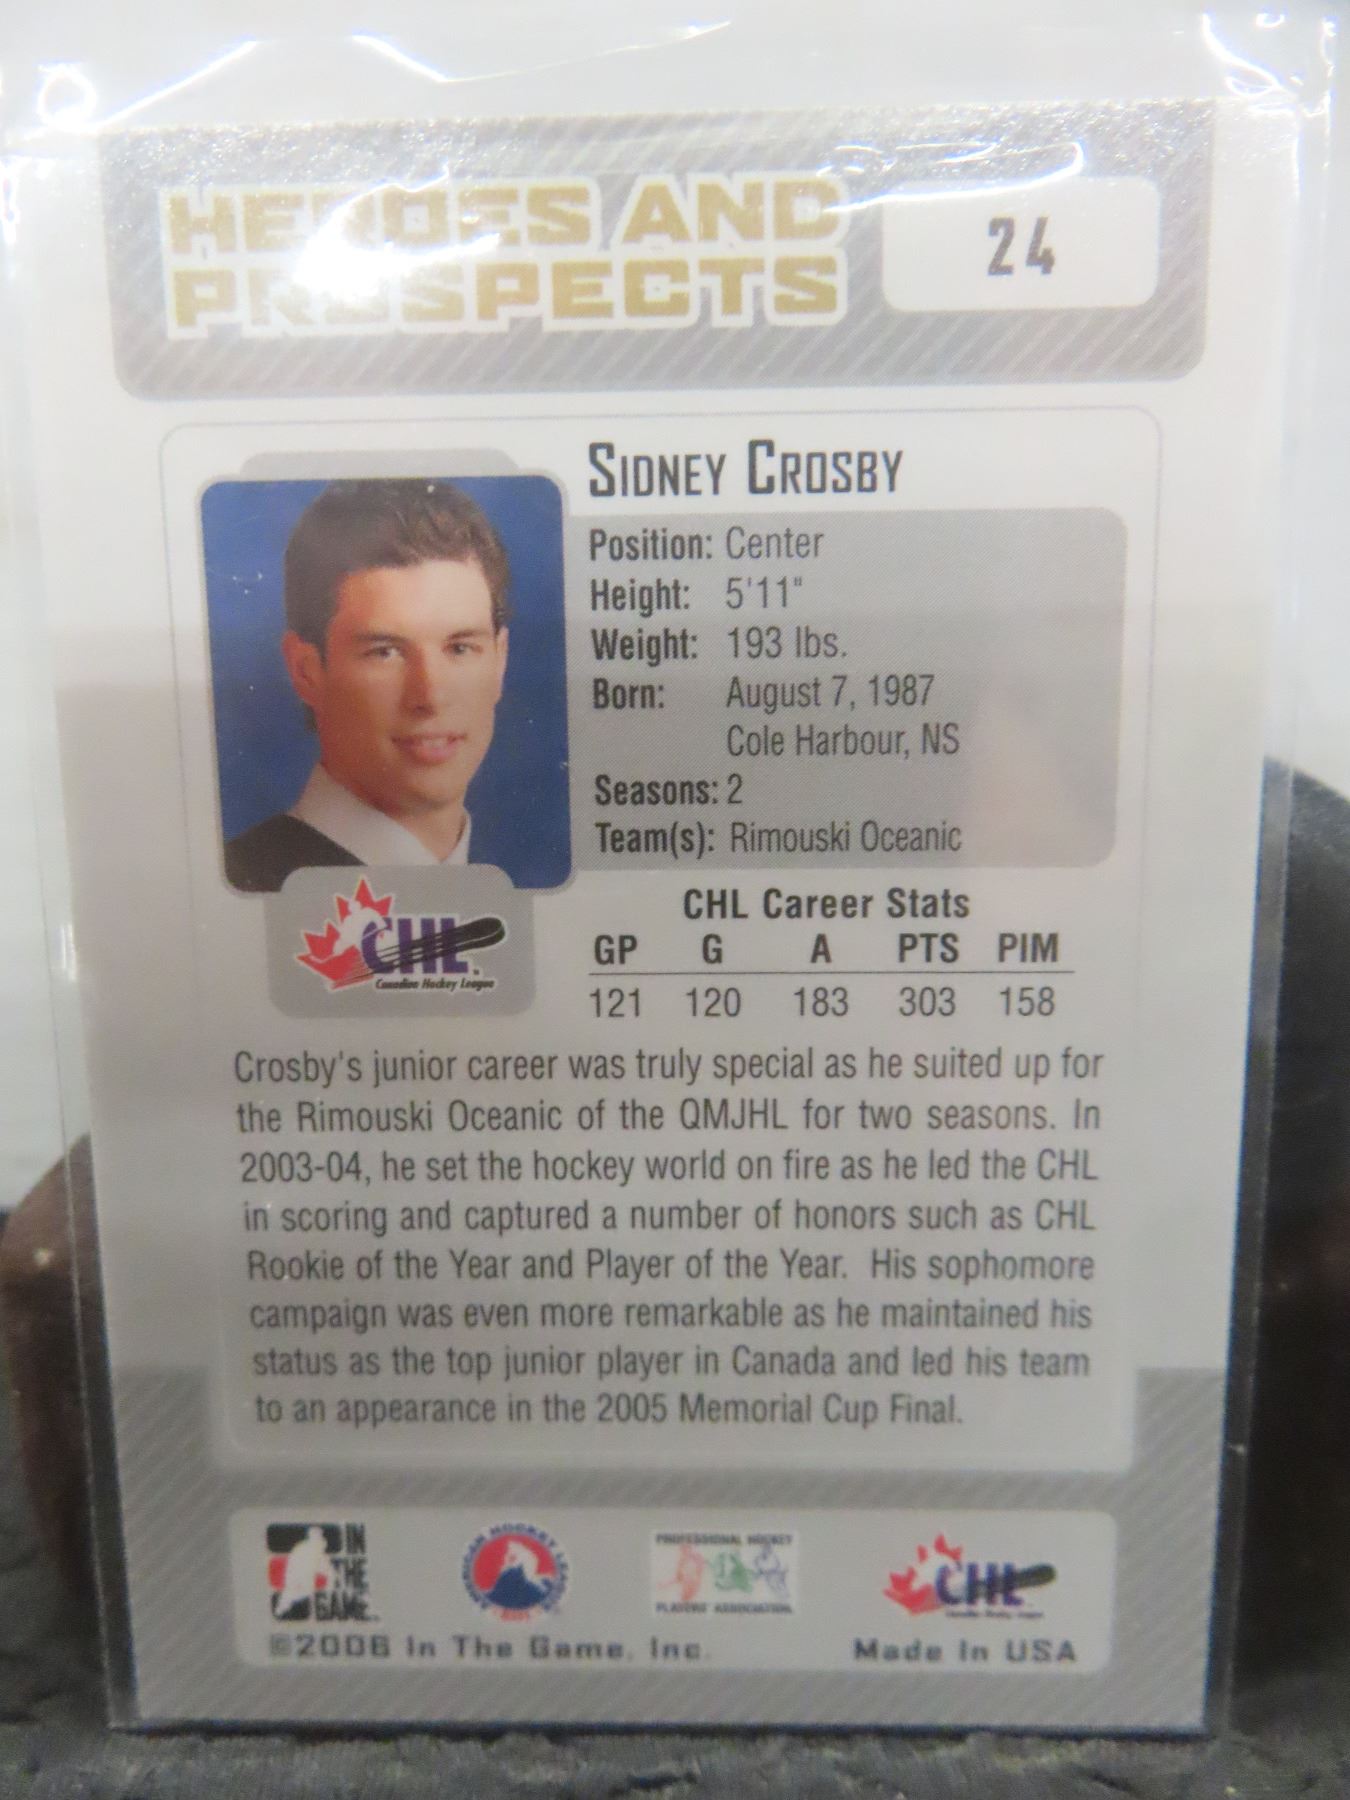 HEROES AND
PROSPECTS
24
SIDNEY CROSBY
Position: Center
Height: 5'11"
Weight: 193 lbs.
Born: August 7, 1987
Cole Harbour, NS
Seasons: 2
Team(s): Rimouski Oceanic
CHL
Canadian Hockey League
CHL Career Stats
GP G A PTS PIM
121 120 183 303 158
Crosby's junior career was truly special as he suited up for
the Rimouski Oceanic of the QMJHL for two seasons. In
2003-04, he set the hockey world on fire as he led the CHL
in scoring and captured a number of honors such as CHL
Rookie of the Year and Player of the Year. His sophomore
campaign was even more remarkable as he maintained his
status as the top junior player in Canada and led his team
to an appearance in the 2005 Memorial Cup Final.
IN
THE
GAME.
AMERICAN HOCKEY LEAGUE
PROFESSIONAL HOCKEY
PLAYERS' ASSOCIATION
CHL
Canadian Hockey League
©2006 In The Game, Inc.
Made In USA